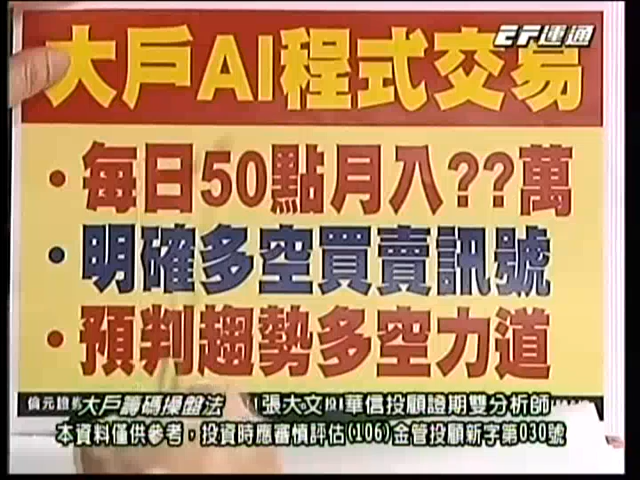 EF運通
大戶AI程式交易
·每日50點月入??萬
·明確多空買賣訊號
·預判趨勢多空力道
大戶籌碼操盤法 張大文 華信投顧證期雙分析師
本資料僅供參考,投資時應審慎評估(106)金管投顧新字第030號